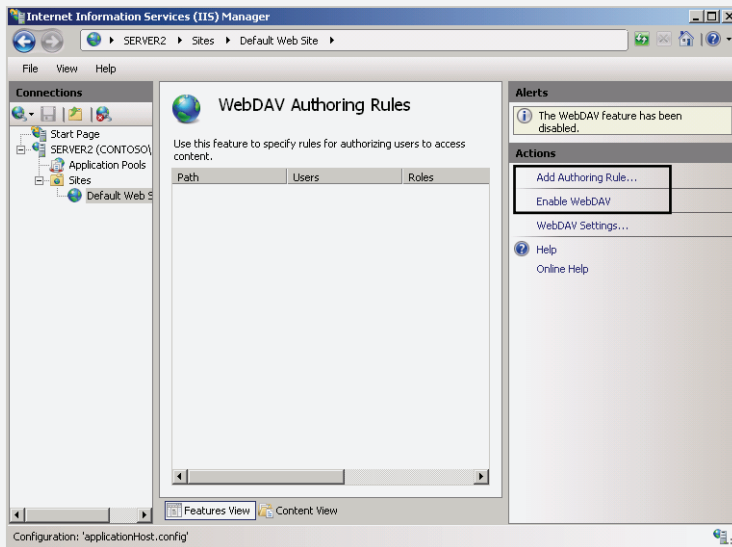 Internet Information Services (IIS) Manager
SERVER2 Sites Default Web Site
File View Help
Connections
Start Page
SERVER2 (CONTOSO\
Application Pools
Sites
Default Web S
WebDAV Authoring Rules
Use this feature to specify rules for authorizing users to access
content.
Path Users Roles
Features View Content View
Alerts
The WebDAV feature has been
disabled.
Actions
Add Authoring Rule...
Enable WebDAV
WebDAV Settings...
Help
Online Help
Configuration: 'applicationHost.config'